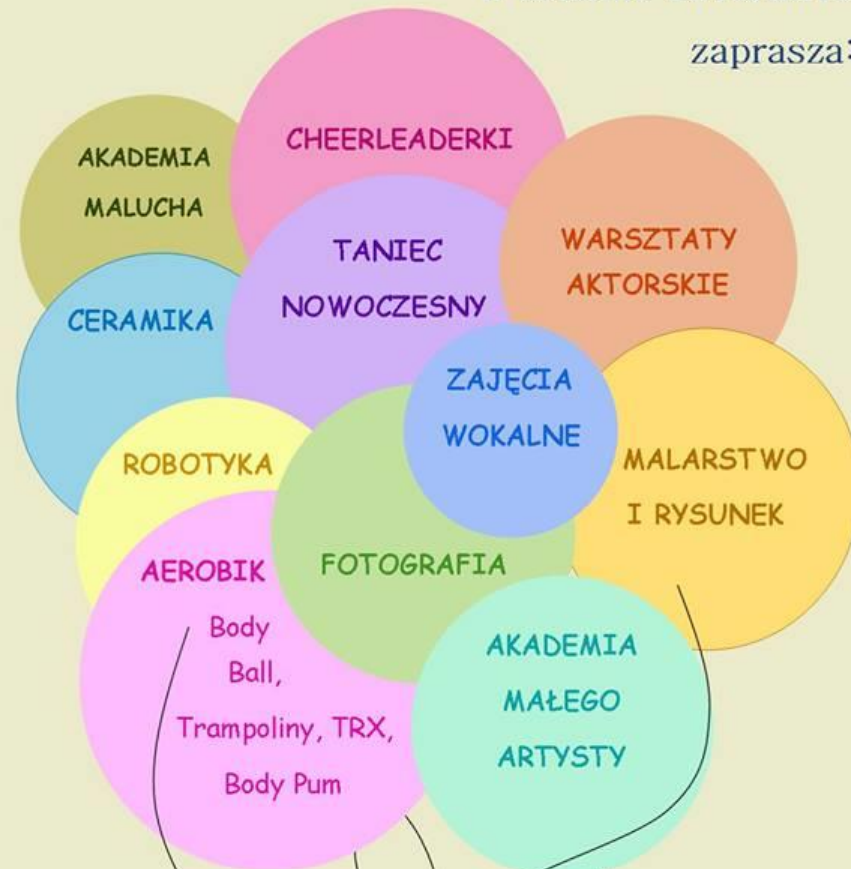 zaprasza:
CHEERLEADERKI
AKADEMIA
MALUCHA
TANIEC
NOWOCZESNY
WARSZTATY
AKTORSKIE
CERAMIKA
ZAJĘCIA
WOKALNE
ROBOTYKA
MALARSTWO
I RYSUNEK
AEROBIK
Body
Ball,
Trampoliny, TRX,
Body Pum
FOTOGRAFIA
AKADEMIA
MAŁEGO
ARTYSTY